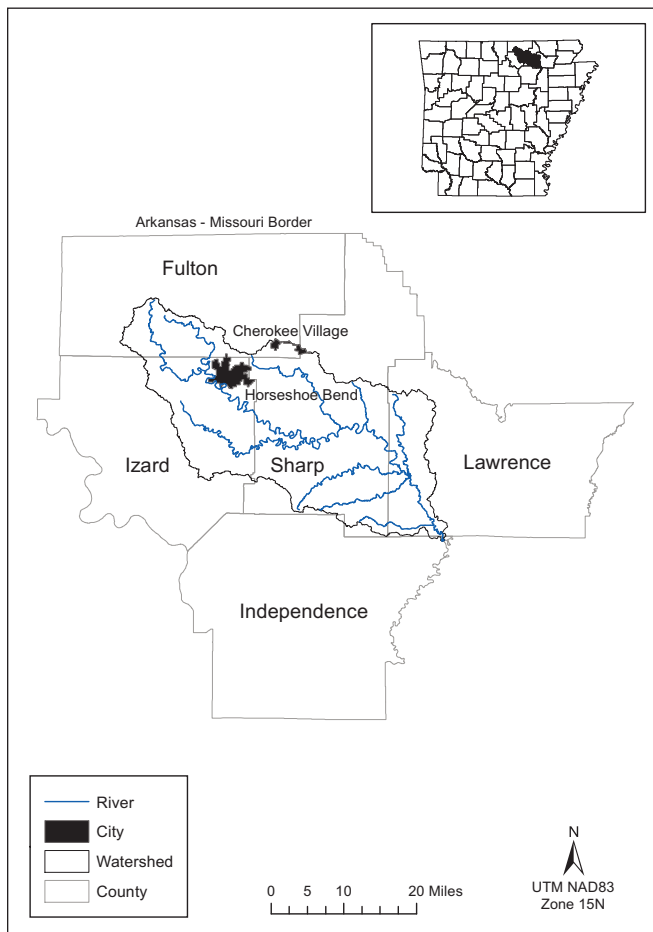 Arkansas - Missouri Border
Fulton
Cherokee Village
Horseshoe Bend
Izard
Sharp
Lawrence
Independence
River
City
Watershed
County
0 5 10 20 Miles
N
UTM NAD83
Zone 15N